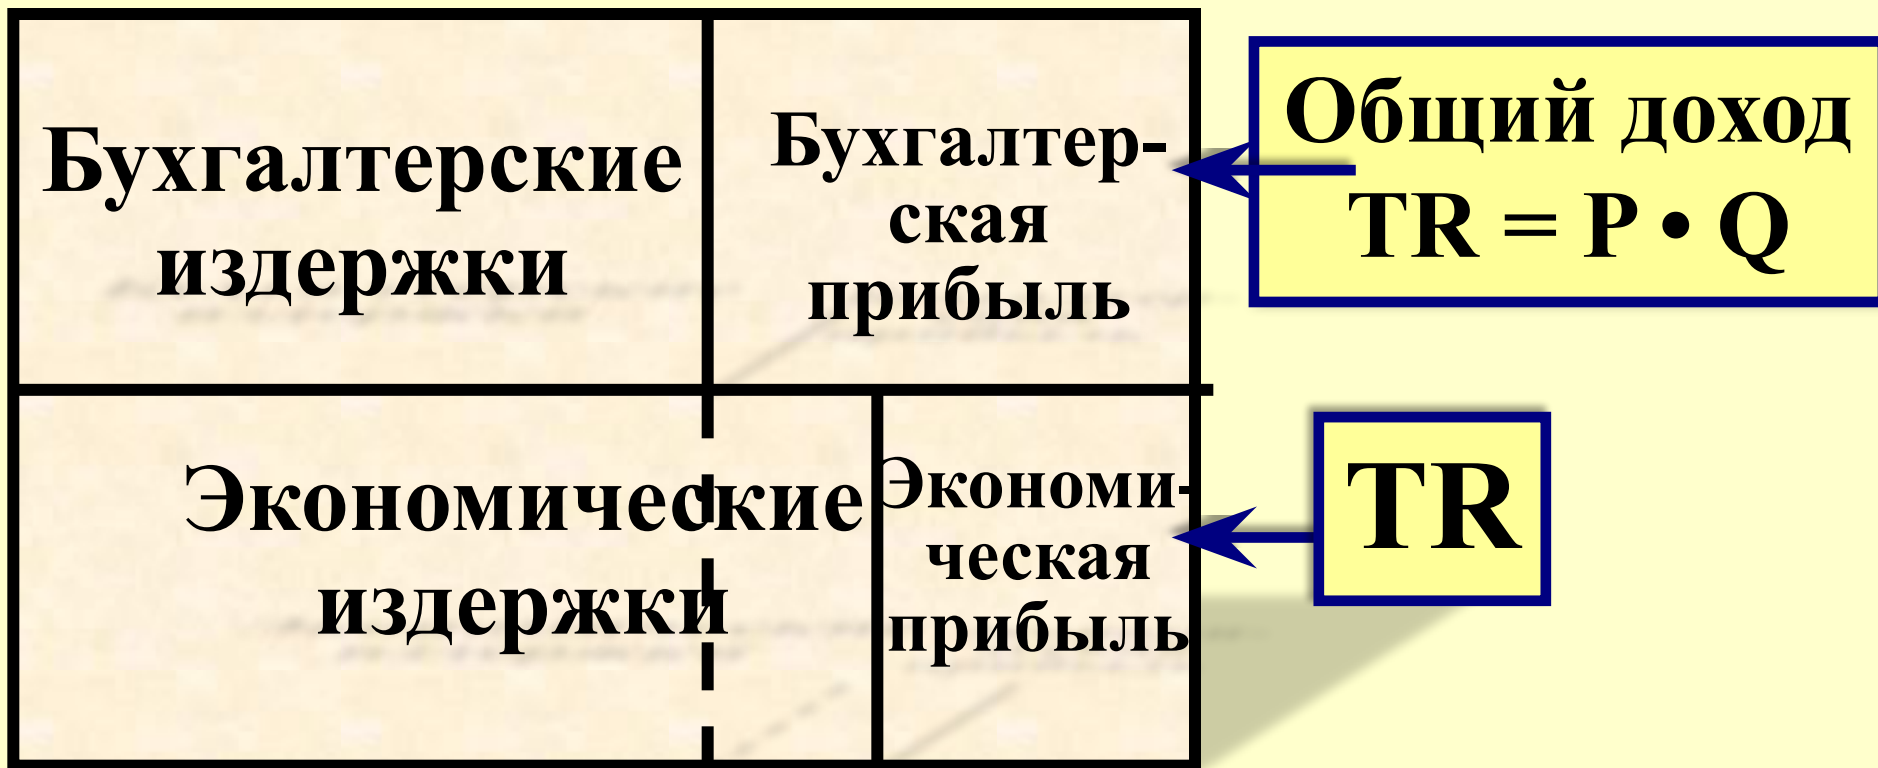 Бухгалтерские
издержки
Бухгалтер-
ская
прибыль
Общий доход
TR = P • Q
Экономические
издержки
Экономи-
ческая
прибыль
TR